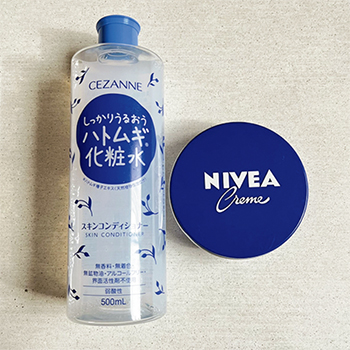 CEZANNE
しっかりうるおう
ハトムギ
化粧水
スキンコンディショナー
SKIN CONDITIONER
無香料・無着色
無鉱物油・アルコール
界面活性剤不使用
弱酸性
500mL
NIVEA
Creme